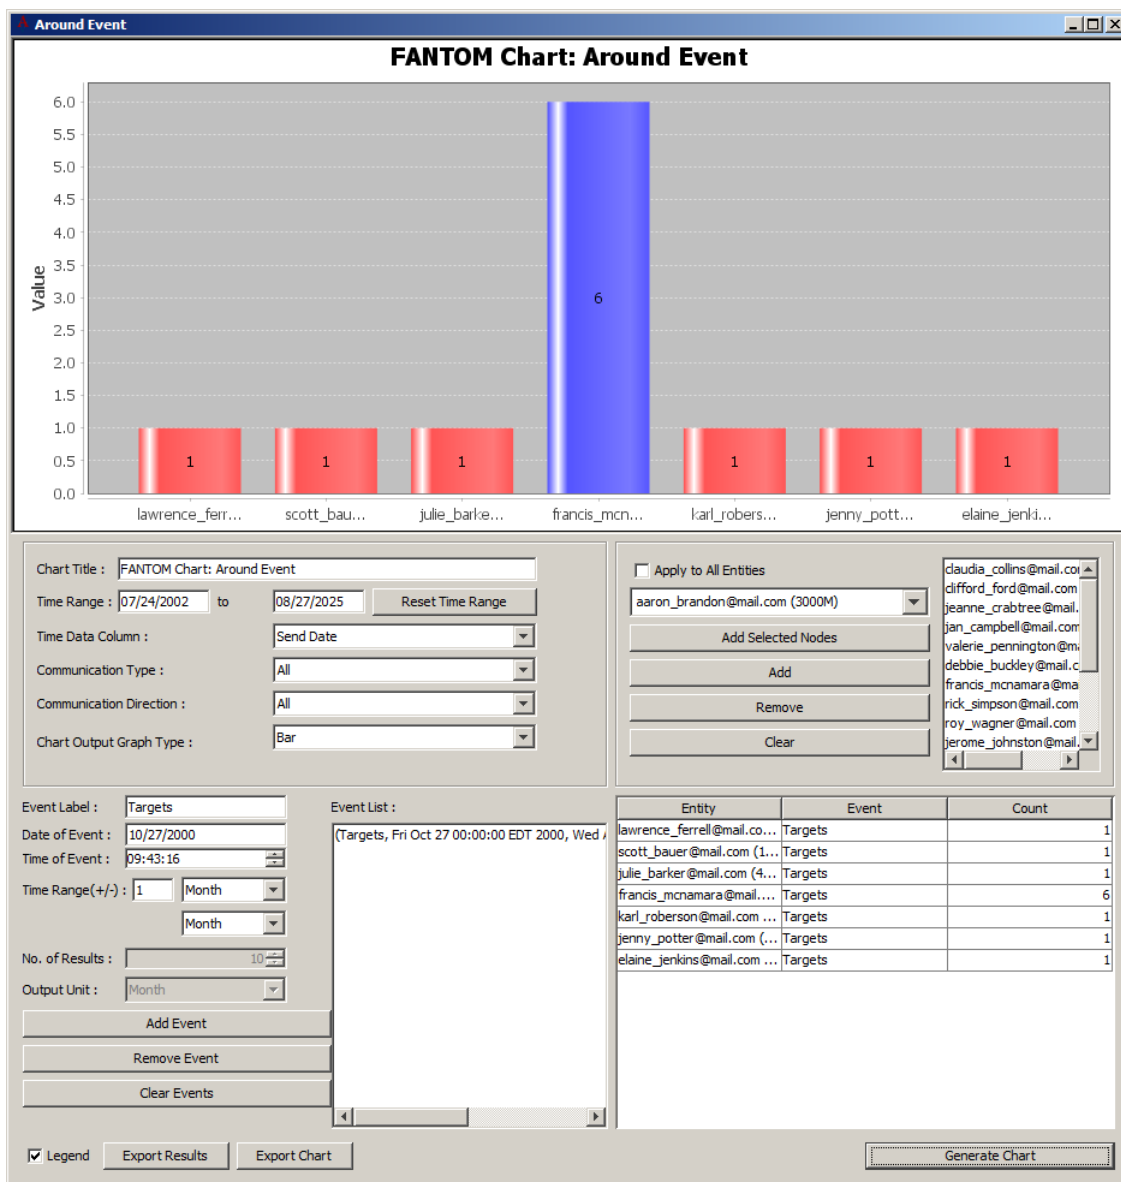 Around Event
FANTOM Chart: Around Event
6.0
5.5
5.0
4.5
4.0
3.5
3.0
2.5
2.0
1.5
1.0
0.5
0.0
Value
1
1
1
6
1
1
1
lawrence_ferr...
scott_bau...
julie_barke...
francis_mcn...
karl_robers...
jenny_pott...
elaine_jenki...
Chart Title : FANTOM Chart: Around Event
Time Range : 07/24/2002 to 08/27/2025 Reset Time Range
Time Data Column : Send Date
Communication Type : All
Communication Direction : All
Chart Output Graph Type : Bar
Apply to All Entities
aaron_brandon@mail.com (3000M)
Add Selected Nodes
Add
Remove
Clear
claudia_collins@mail.com
clifford_ford@mail.com
jeanne_crabtree@mail.
jan_campbell@mail.com
valerie_pennington@ma
debbie_buckley@mail.c
francis_mcnamara@mai
rick_simpson@mail.com
roy_wagner@mail.com
jerome_johnston@mail.
Event Label : Targets
Date of Event : 10/27/2000
Time of Event : 09:43:16
Time Range(+/-) : 1 Month
Month
No. of Results : 10
Output Unit : Month
Add Event
Remove Event
Clear Events
Event List :
(Targets, Fri Oct 27 00:00:00 EDT 2000, Wed A
Entity Event Count
lawrence_ferrell@mail.co... Targets 1
scott_bauer@mail.com (1... Targets 1
julie_barker@mail.com (4... Targets 1
francis_mcnamara@mail.... Targets 6
karl_roberson@mail.com ... Targets 1
jenny_potter@mail.com (... Targets 1
elaine_jenkins@mail.com ... Targets 1
Legend Export Results Export Chart Generate Chart